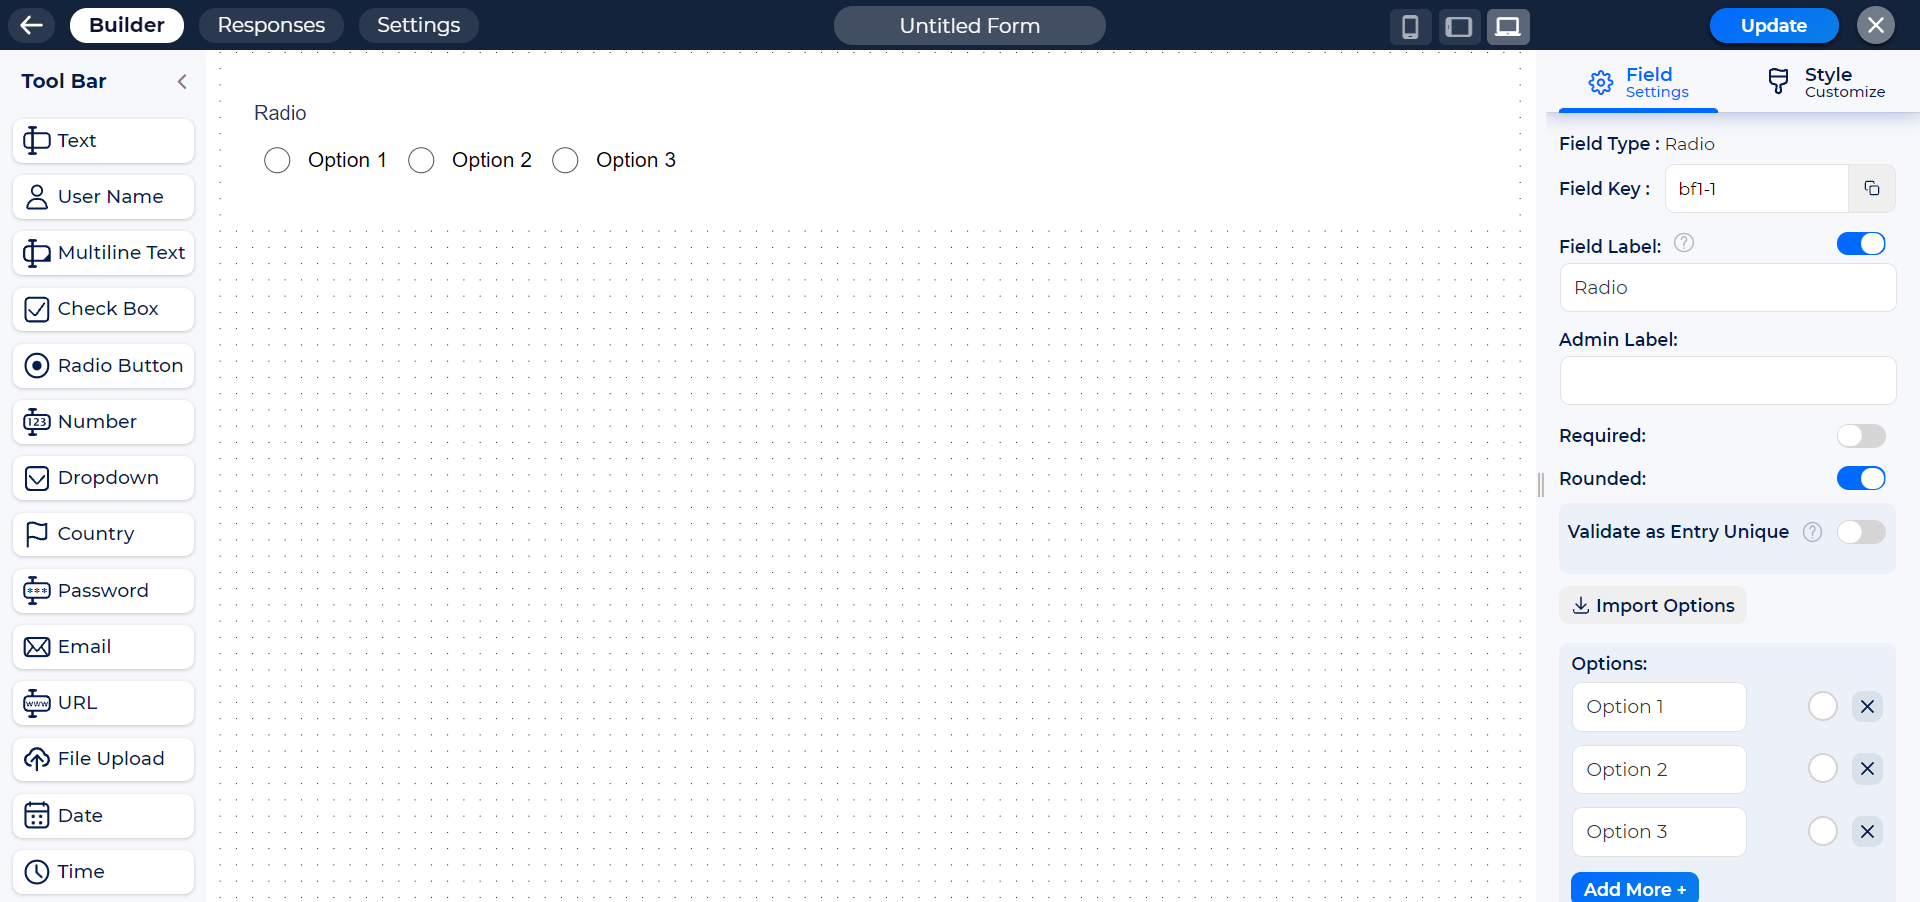 Builder
Responses
Settings
Untitled Form
Update
Tool Bar
Text
User Name
Multiline Text
Check Box
Radio Button
123
Number
Dropdown
Country
***
Password
Email
www
URL
File Upload
Date
Time
Radio
Option 1
Option 2
Option 3
Field
Settings
Style
Customize
Field Type : Radio
Field Key : bf1-1
Field Label: ?
Radio
Admin Label:
Required:
Rounded:
Validate as Entry Unique ?
Import Options
Options:
Option 1
Option 2
Option 3
Add More +